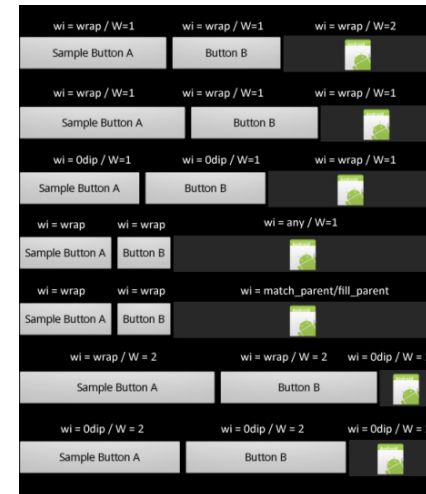 wi = wrap / W=1 wi = wrap / W=1 wi = wrap / W=2
Sample Button A Button B
wi = wrap / W=1 wi = wrap / W=1 wi = wrap / W=1
Sample Button A Button B
wi = 0dip / W=1 wi = 0dip / W=1 wi = wrap / W=1
Sample Button A Button B
wi = wrap wi = wrap wi = any / W=1
Sample Button A Button B
wi = wrap wi = wrap wi = match_parent/fill_parent
Sample Button A Button B
wi = wrap / W = 2 wi = wrap / W = 2 wi = 0dip / W =
Sample Button A Button B
wi = 0dip / W = 2 wi = 0dip / W = 2 wi = 0dip / W =
Sample Button A Button B